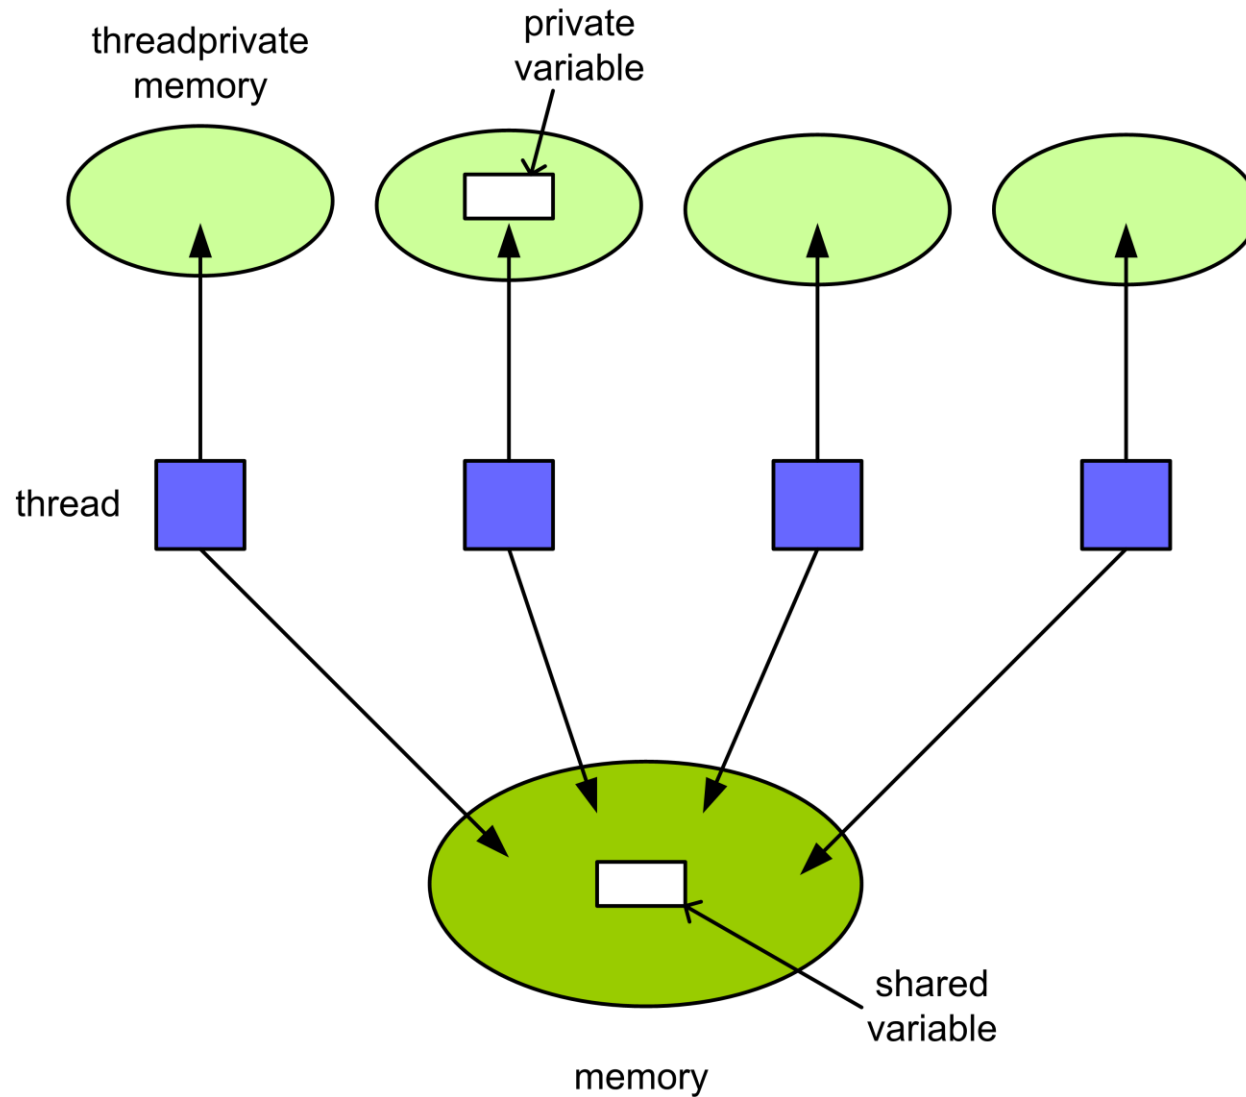 threadprivate
memory
private
variable
thread
shared
variable
memory